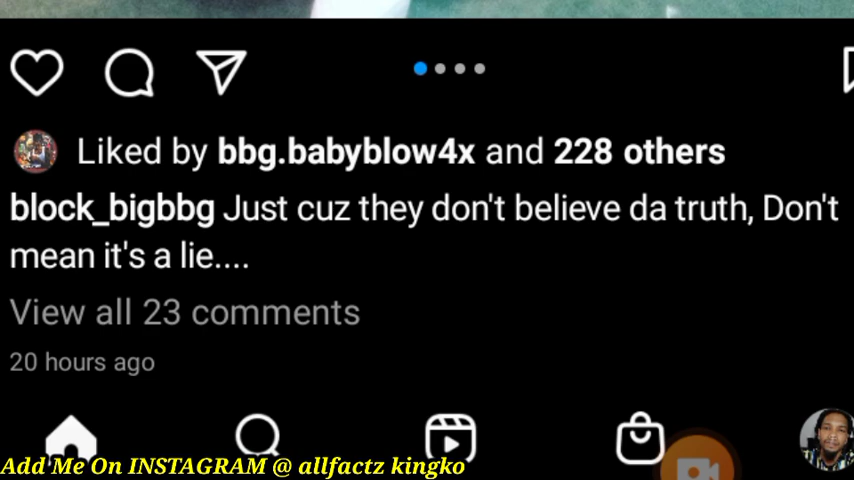 Liked by bbg.babyblow4x and 228 others
block_bigbbg Just cuz they don't believe da truth, Don't
mean it's a lie....
View all 23 comments
20 hours ago
Add Me On INSTAGRAM @ allfactz kingko